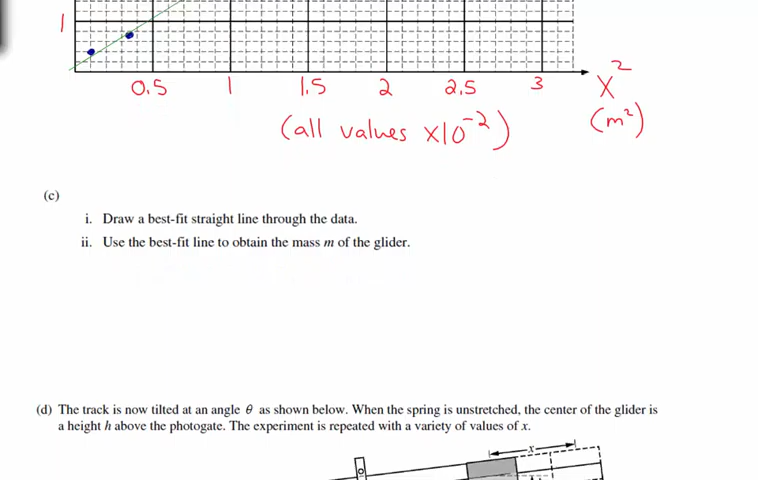 1
0.5 1 1.5 2 2.5 3 X²
(all values x10⁻²) (m²)
(c)
i. Draw a best-fit straight line through the data.
ii. Use the best-fit line to obtain the mass m of the glider.
(d) The track is now tilted at an angle θ as shown below. When the spring is unstretched, the center of the glider is
a height h above the photogate. The experiment is repeated with a variety of values of x.
x